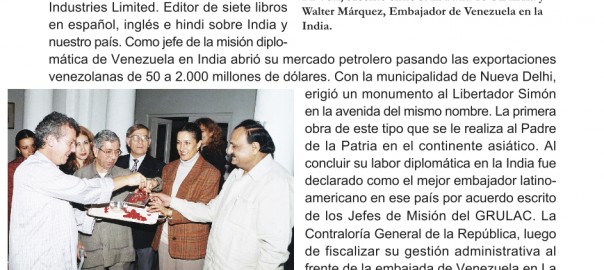 Industries Limited. Editor de siete libros
en español, inglés e hindi sobre India y
nuestro país. Como jefe de la misión diplo-
mática de Venezuela en India abrió su mercado petrolero pasando las exportaciones
venezolanas de 50 a 2.000 millones de dólares. Con la municipalidad de Nueva Delhi,
erigió un monumento al Libertador Simón
en la avenida del mismo nombre. La primera
obra de este tipo que se le realiza al Padre
de la Patria en el continente asiático. Al
concluir su labor diplomática en la India fue
declarado como el mejor embajador latino-
americano en ese país por acuerdo escrito
de los Jefes de Misión del GRULAC. La
Contraloría General de la República, luego
de fiscalizar su gestión administrativa al
frente de la embajada de Venezuela en La
Walter Márquez, Embajador de Venezuela en la
India.